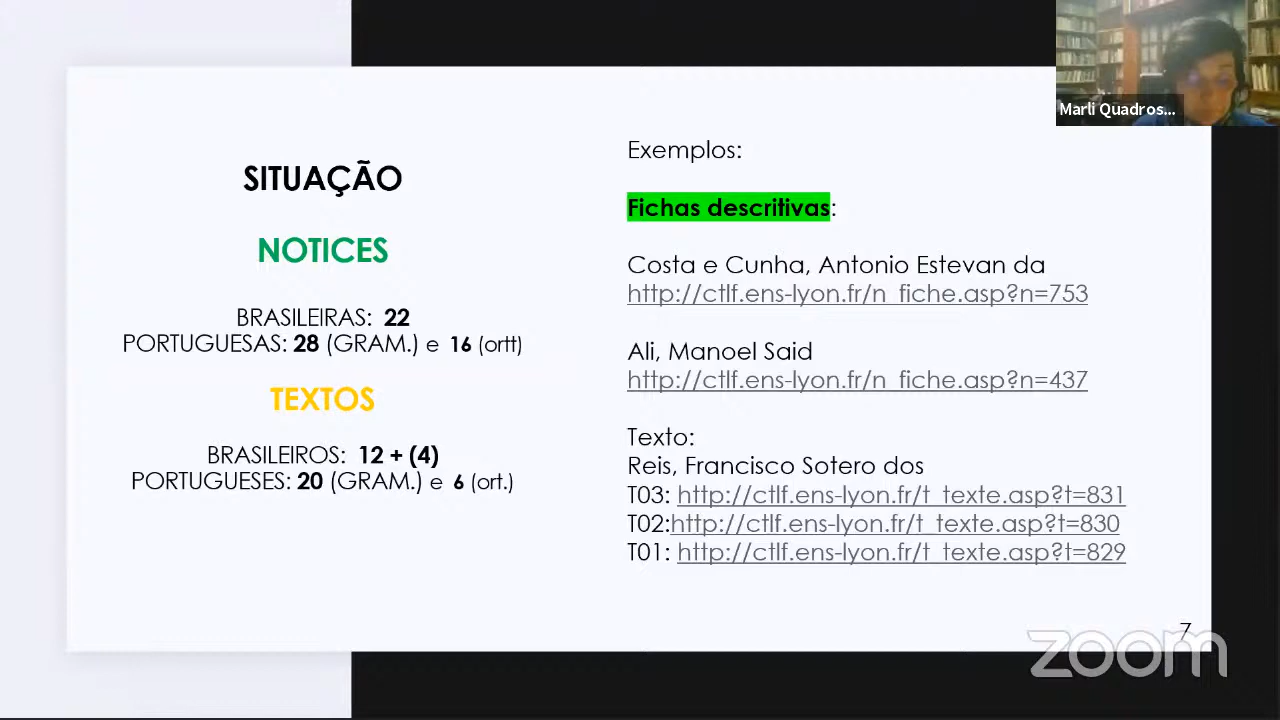 SITUAÇÃO
NOTICES
BRASILEIRAS: 22
PORTUGUESAS: 28 (GRAM.) e 16 (ortt)
TEXTOS
BRASILEIROS: 12 + (4)
PORTUGUESES: 20 (GRAM.) e 6 (ort.)
Exemplos:
Fichas descritivas:
Costa e Cunha, Antonio Estevan da
http://ctlf.ens-lyon.fr/n_fiche.asp?n=753
Ali, Manoel Said
http://ctlf.ens-lyon.fr/n_fiche.asp?n=437
Texto:
Reis, Francisco Sotero dos
T03: http://ctlf.ens-lyon.fr/t_texte.asp?t=831
T02:http://ctlf.ens-lyon.fr/t_texte.asp?t=830
T01: http://ctlf.ens-lyon.fr/t_texte.asp?t=829
7
Marli Quadros...
zoom